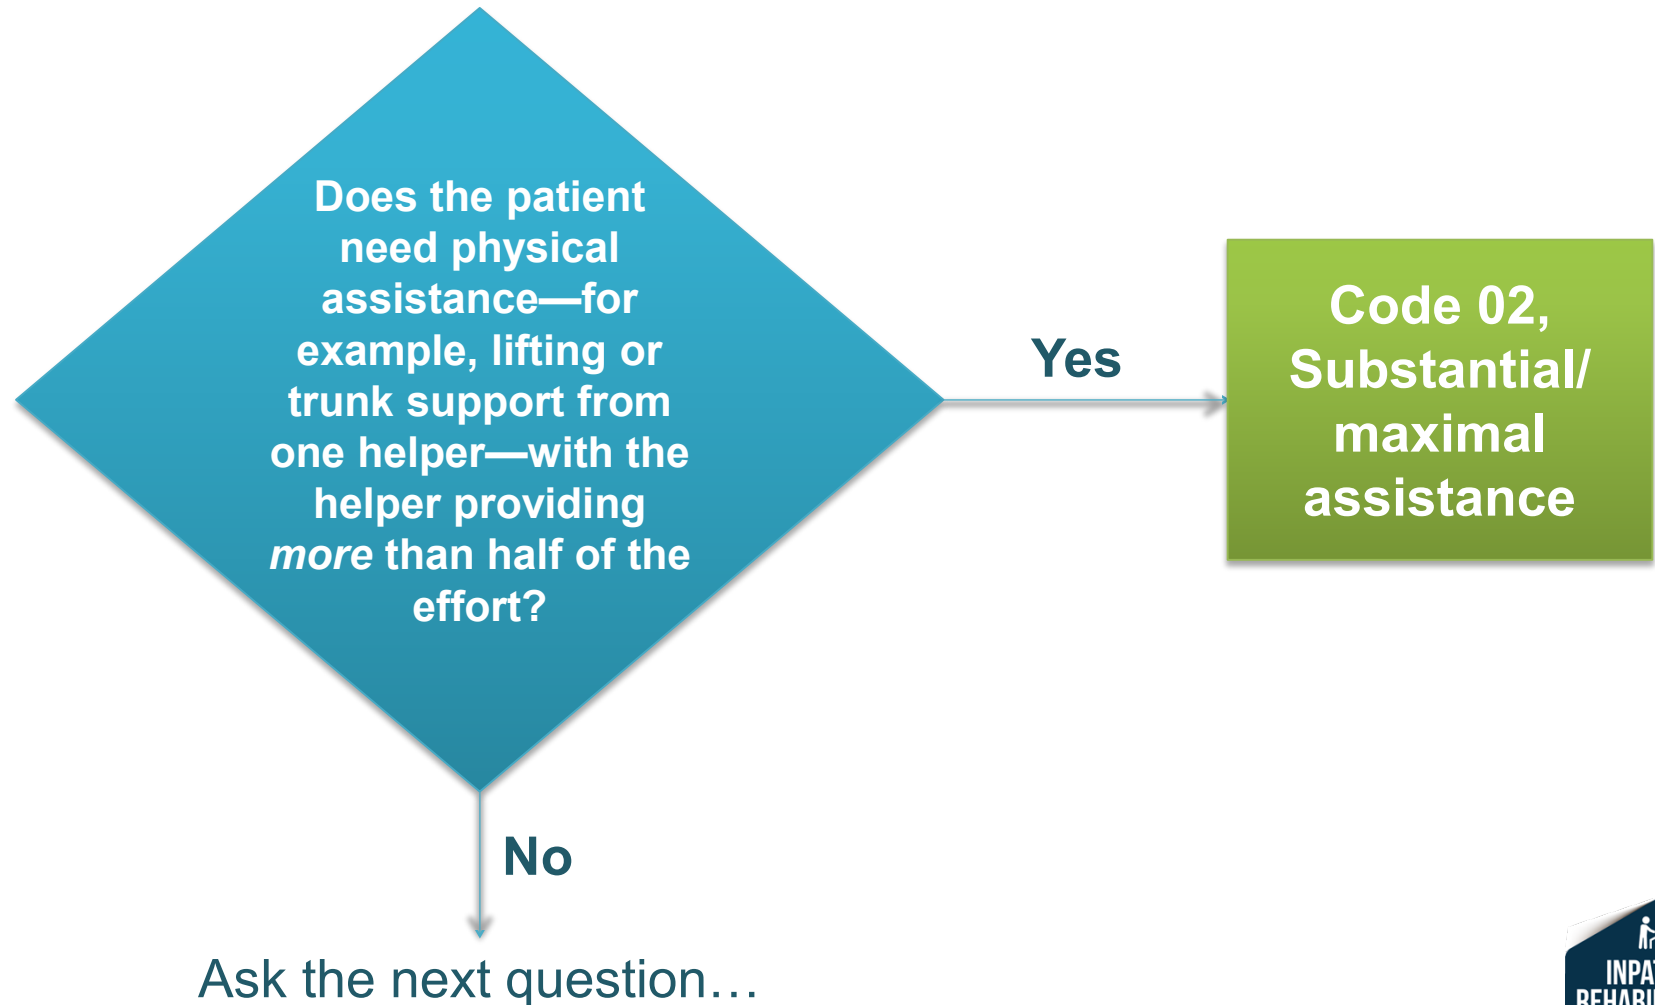 Does the patient
need physical
assistance—for
example, lifting or
trunk support from
one helper—with the
helper providing
more than half of the
effort?
Yes
Code 02,
Substantial/
maximal
assistance
No
Ask the next question…